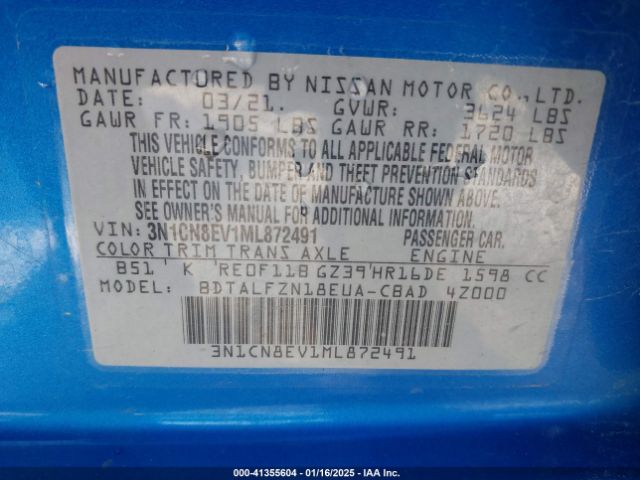 MANUFACTURED BY NISSAN MOTOR CO., LTD.
DATE: 03/21. GVWR: 3624 LBS
GAWR FR: 1905 LBS GAWR RR: 1720 LBS
THIS VEHICLE CONFORMS TO ALL APPLICABLE FEDERAL MOTOR
VEHICLE SAFETY, BUMPER AND THEFT PREVENTION STANDARDS
IN EFFECT ON THE DATE OF MANUFACTURE SHOWN ABOVE.
SEE OWNER'S MANUAL FOR ADDITIONAL INFORMATION.
VIN: 3N1CN8EV1ML872491 PASSENGER CAR.
COLOR TRIM TRANS AXLE ENGINE
B51 K RE0F11B GZ39 HR16DE 1598 CC
MODEL: BDTALFZN18EUA-CBAD 4Z000
3N1CN8EV1ML872491
000-41355604 - 01/16/2025 - IAA Inc.